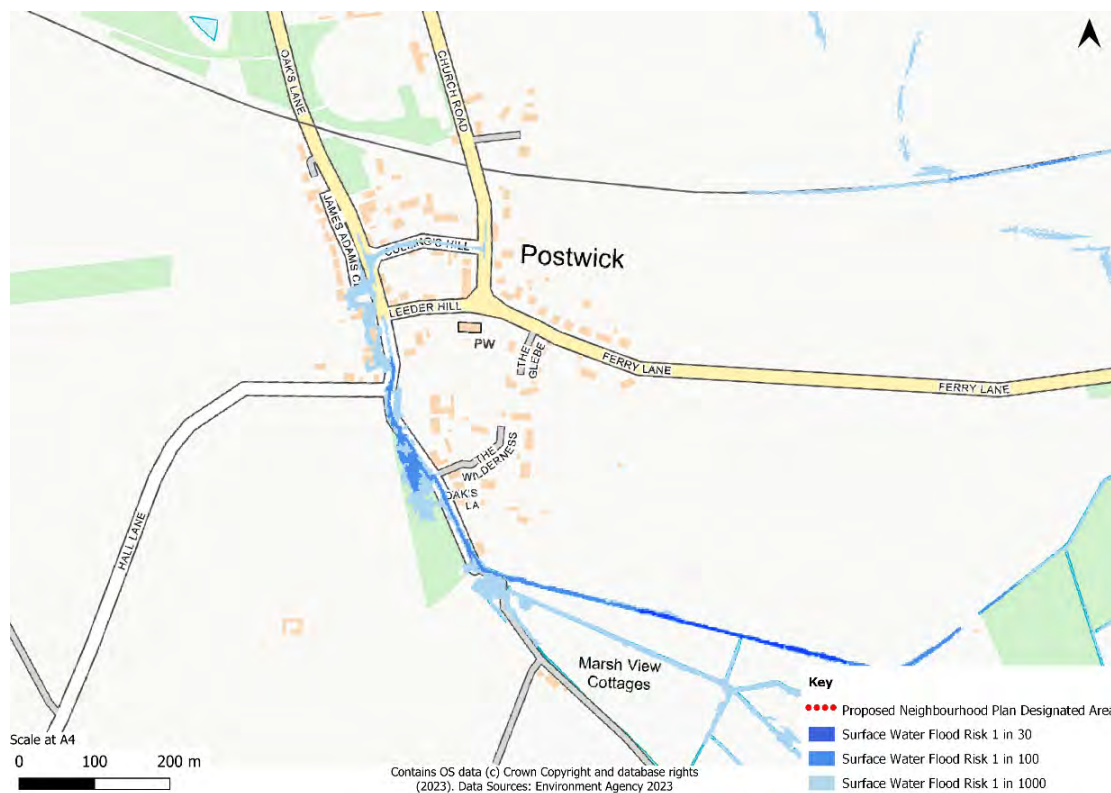 OAK'S LANE
CHURCH ROAD
JAMES ADAMS CL
COLLING'S HILL
Postwick
LEEDER HILL
PW
THE
GLEBE
FERRY LANE
FERRY LANE
THE
WILDERNESS
OAK'S
LA
HALL LANE
Marsh View
Cottages
Key
Proposed Neighbourhood Plan Designated Area
Surface Water Flood Risk 1 in 30
Surface Water Flood Risk 1 in 100
Surface Water Flood Risk 1 in 1000
Scale at A4
0 100 200 m
Contains OS data (c) Crown Copyright and database rights
(2023). Data Sources: Environment Agency 2023